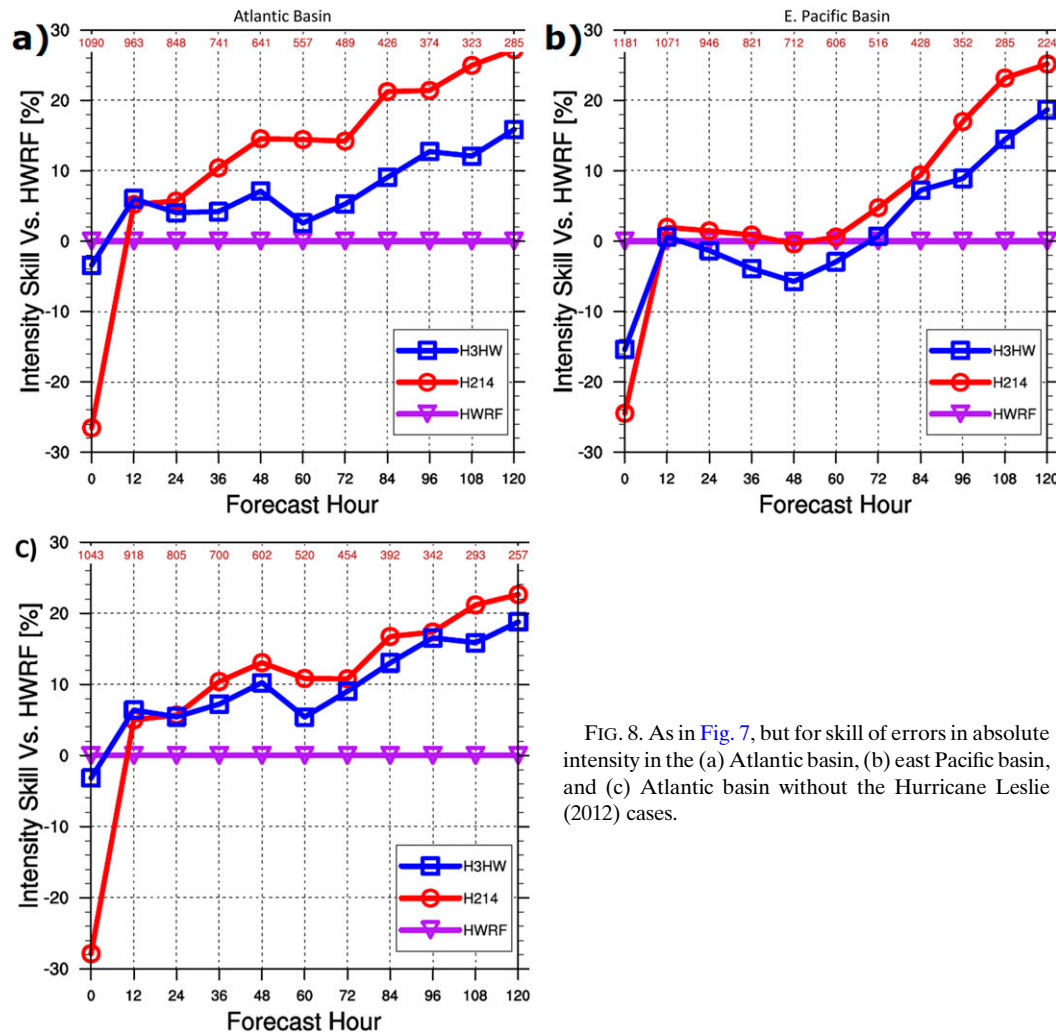 Atlantic Basin
a)
30
1090 963 848 741 641 557 489 426 374 323 285
20
10
0
-10
-20
-30
Intensity Skill Vs. HWRF [%]
H3HW
H214
HWRF
0 12 24 36 48 60 72 84 96 108 120
Forecast Hour
E. Pacific Basin
b)
30
1181 1071 946 821 712 606 516 428 352 285 224
20
10
0
-10
-20
-30
Intensity Skill Vs. HWRF [%]
H3HW
H214
HWRF
0 12 24 36 48 60 72 84 96 108 120
Forecast Hour
c)
30
1043 918 805 700 602 520 454 392 342 293 257
20
10
0
-10
-20
-30
Intensity Skill Vs. HWRF [%]
H3HW
H214
HWRF
0 12 24 36 48 60 72 84 96 108 120
Forecast Hour
FIG. 8. As in Fig. 7, but for skill of errors in absolute
intensity in the (a) Atlantic basin, (b) east Pacific basin,
and (c) Atlantic basin without the Hurricane Leslie
(2012) cases.